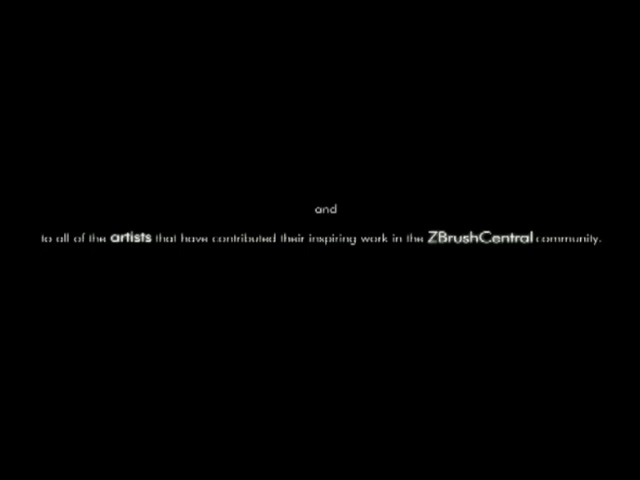 and
to all of the artists that have contributed their inspiring work in the ZBrushCentral community.